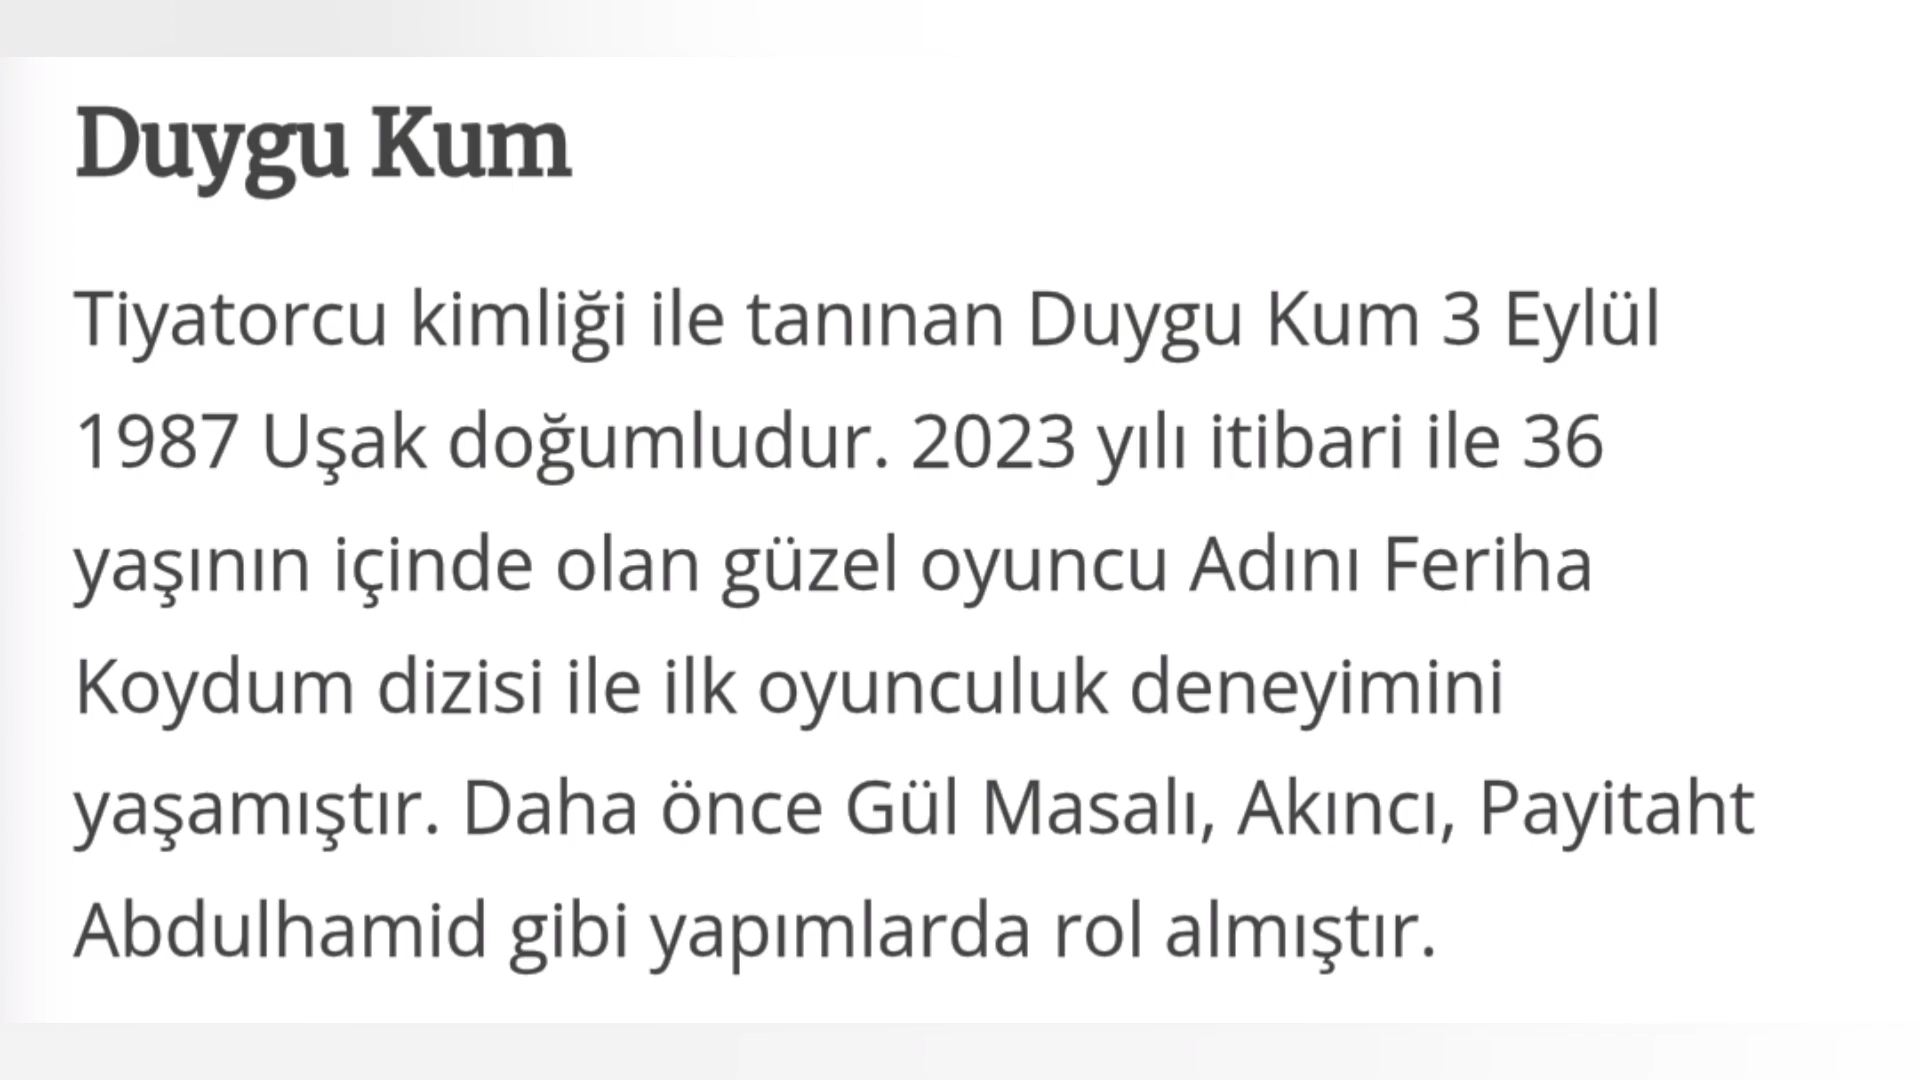 Duygu Kum
Tiyatorcu kimliği ile tanınan Duygu Kum 3 Eylül
1987 Uşak doğumludur. 2023 yılı itibari ile 36
yaşının içinde olan güzel oyuncu Adını Feriha
Koydum dizisi ile ilk oyunculuk deneyimini
yaşamıştır. Daha önce Gül Masalı, Akıncı, Payitaht
Abdulhamid gibi yapımlarda rol almıştır.